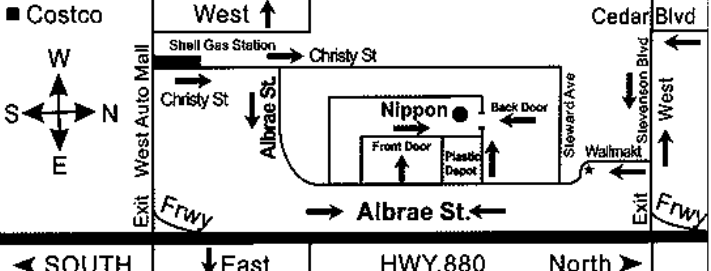 Costco
West
Cedar Blvd
Shell Gas Station
Christy St
W
S
N
E
West Auto Mall
Christy St
Albrae St.
Nippon
Back Door
Front Door
Plastic
Depot
Steward Ave
Stevenson Blvd
West
Wallmakt
Exit
Frwy
Albrae St.
Exit
Frwy
SOUTH
East
HWY.880
North